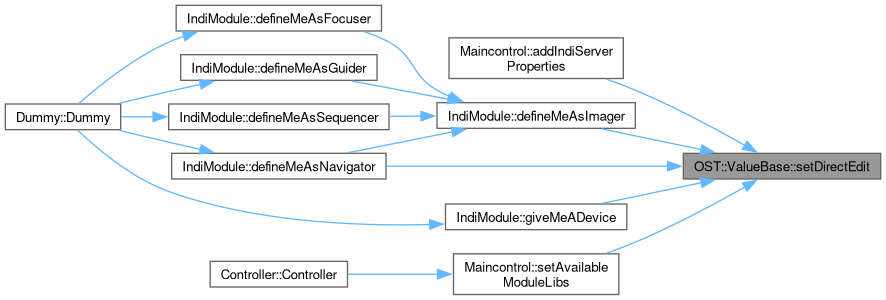 IndiModule::defineMeAsFocuser
Maincontrol::addIndiServer
Properties
IndiModule::defineMeAsGuider
Dummy::Dummy
IndiModule::defineMeAsSequencer
IndiModule::defineMeAsImager
IndiModule::defineMeAsNavigator
OST::ValueBase::setDirectEdit
IndiModule::giveMeADevice
Controller::Controller
Maincontrol::setAvailable
ModuleLibs